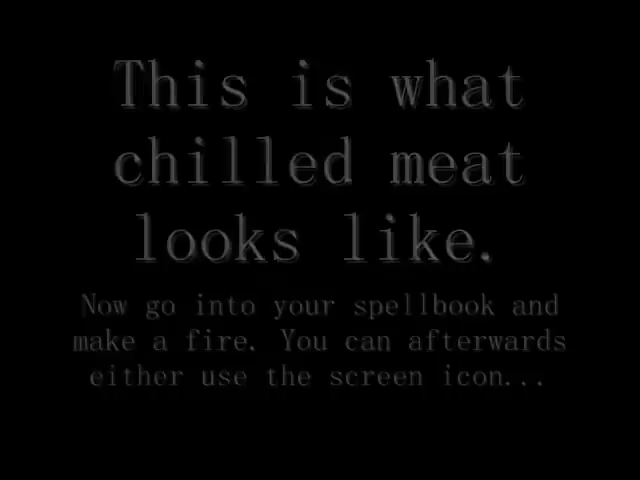 This is what
chilled meat
looks like.
Now go into your spellbook and
make a fire. You can afterwards
either use the screen icon...